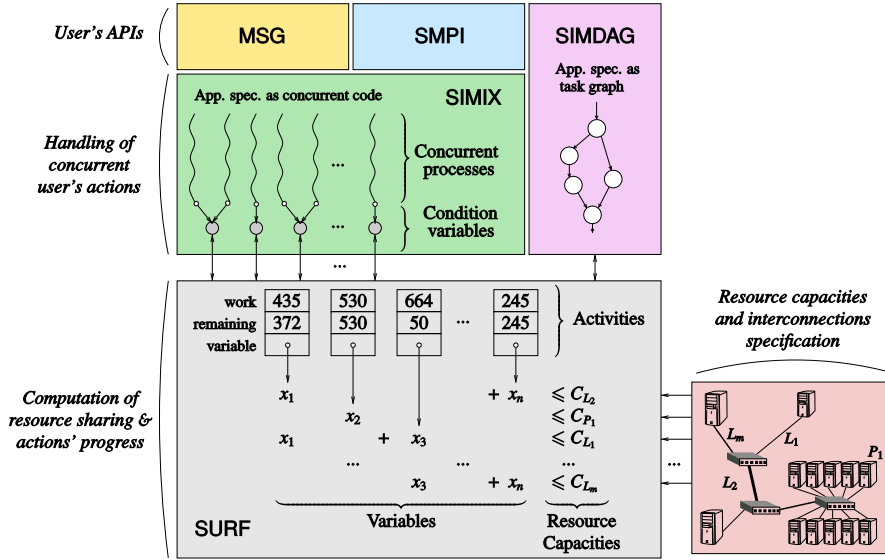 User's APIs
MSG
SMPI
SIMDAG
App. spec. as
task graph
App. spec. as concurrent code
SIMIX
Handling of
concurrent
user's actions
Concurrent
processes
...
Condition
variables
...
...
work 435 530 664 245
remaining 372 530 50 ... 245
variable
Activities
Resource capacities
and interconnections
specification
Computation of
resource sharing &
actions' progress
x1 + xn ⩽ CL2
x2 ⩽ CP1
x1 + x3 ⩽ CL1
... ... ... ...
x3 + xn ⩽ CLm
Variables
Resource
Capacities
SURF
Lm
L1
P1
L2